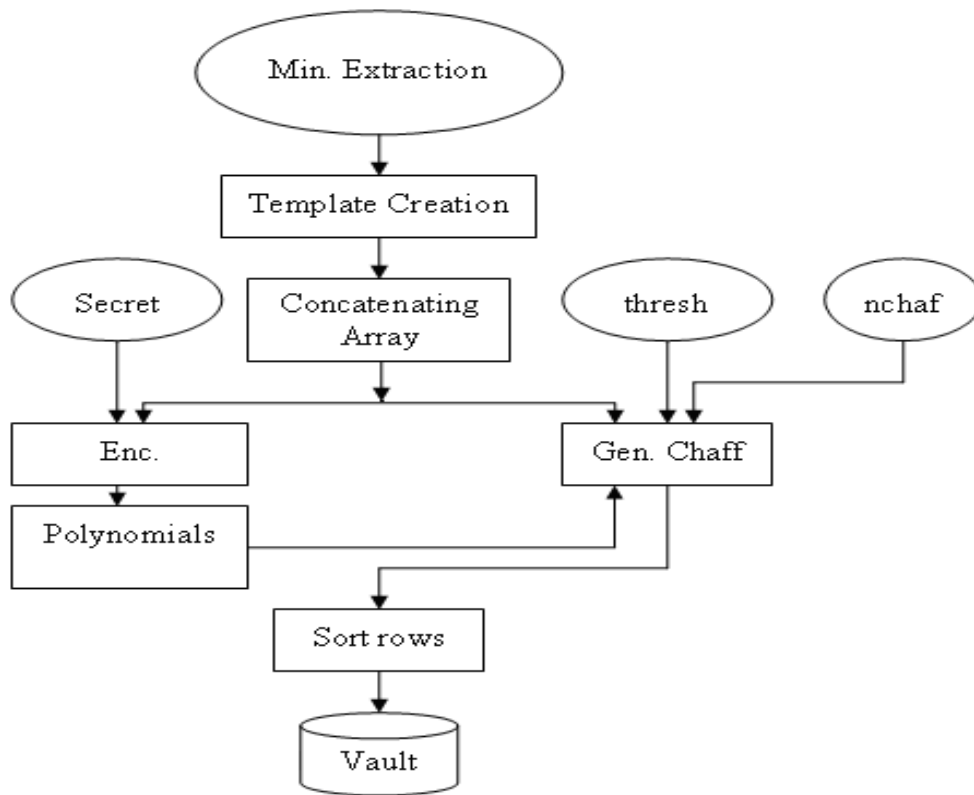 Min. Extraction
Template Creation
Secret
Concatenating
Array
thresh
nchaf
Enc.
Gen. Chaff
Polynomials
Sort rows
Vault